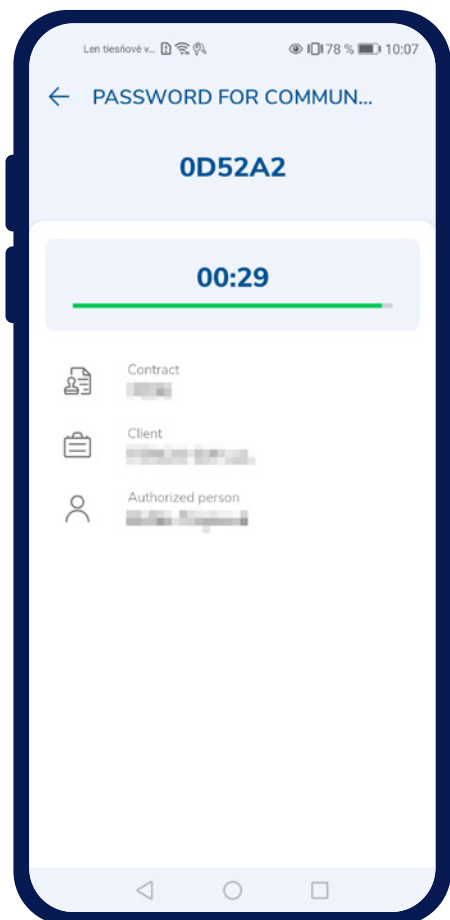 Len tiesňové v... 78 % 10:07
PASSWORD FOR COMMUN...
0D52A2
00:29
Contract
Client
Authorized person